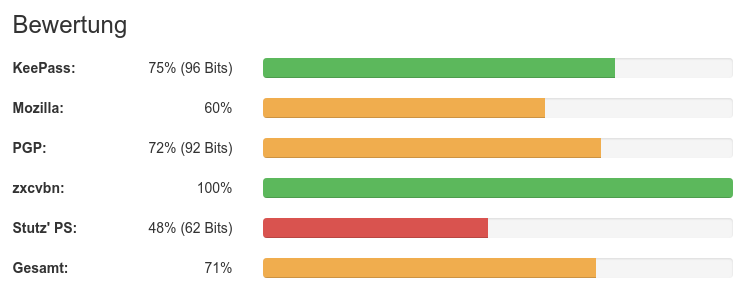 Bewertung
KeePass: 75% (96 Bits)
Mozilla: 60%
PGP: 72% (92 Bits)
zxcvbn: 100%
Stutz' PS: 48% (62 Bits)
Gesamt: 71%